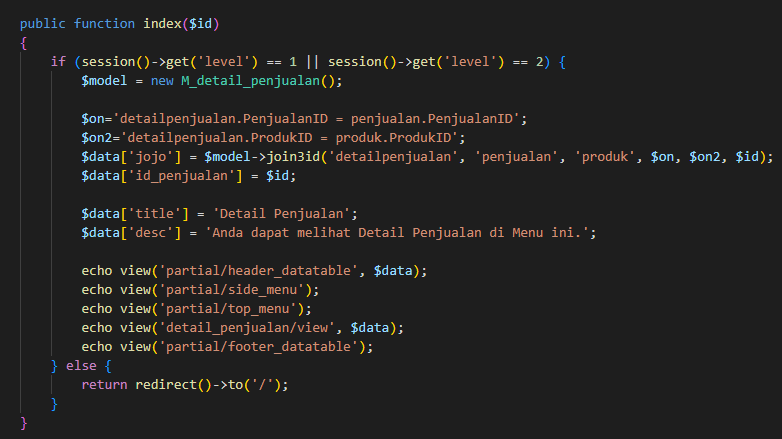 public function index($id)
{
if (session()->get('level') == 1 || session()->get('level') == 2) {
$model = new M_detail_penjualan();
$on='detailpenjualan.PenjualanID = penjualan.PenjualanID';
$on2='detailpenjualan.ProdukID = produk.ProdukID';
$data['jojo'] = $model->join3id('detailpenjualan', 'penjualan', 'produk', $on, $on2, $id);
$data['id_penjualan'] = $id;
$data['title'] = 'Detail Penjualan';
$data['desc'] = 'Anda dapat melihat Detail Penjualan di Menu ini.';
echo view('partial/header_datatable', $data);
echo view('partial/side_menu');
echo view('partial/top_menu');
echo view('detail_penjualan/view', $data);
echo view('partial/footer_datatable');
} else {
return redirect()->to('/');
}
}